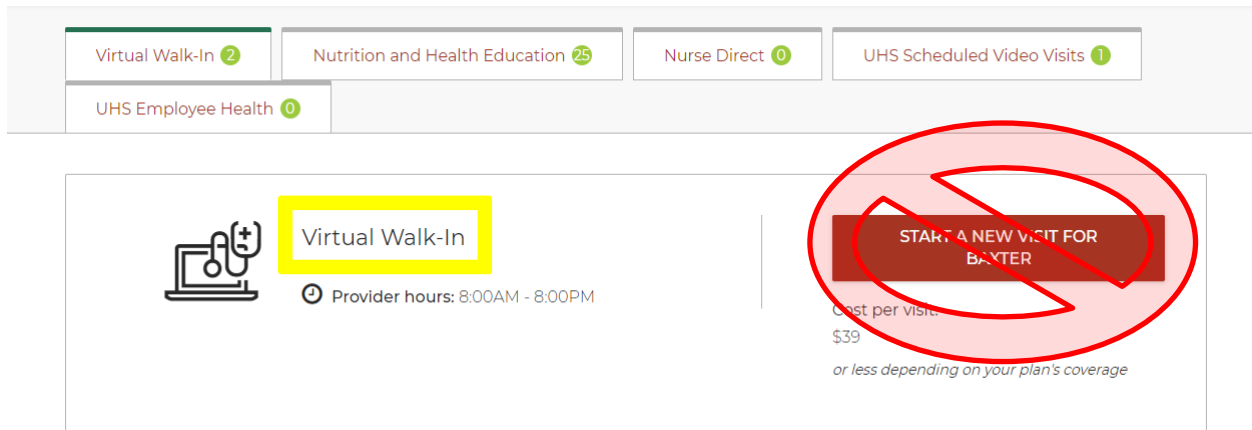 Virtual Walk-In 2
Nutrition and Health Education 25
Nurse Direct 0
UHS Scheduled Video Visits 1
UHS Employee Health 0
Virtual Walk-In
Provider hours: 8:00AM - 8:00PM
START A NEW VISIT FOR
BAXTER
Cost per visit:
$39
or less depending on your plan's coverage